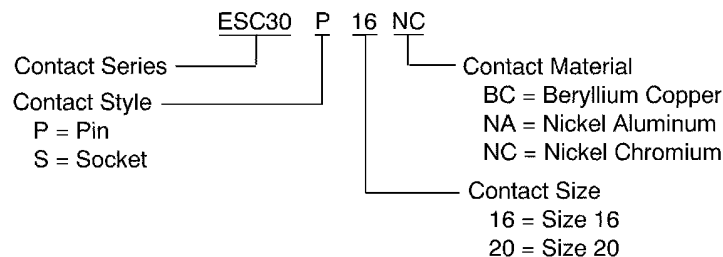 ESC30 P 16 NC
Contact Series
Contact Style
P = Pin
S = Socket
Contact Material
BC = Beryllium Copper
NA = Nickel Aluminum
NC = Nickel Chromium
Contact Size
16 = Size 16
20 = Size 20